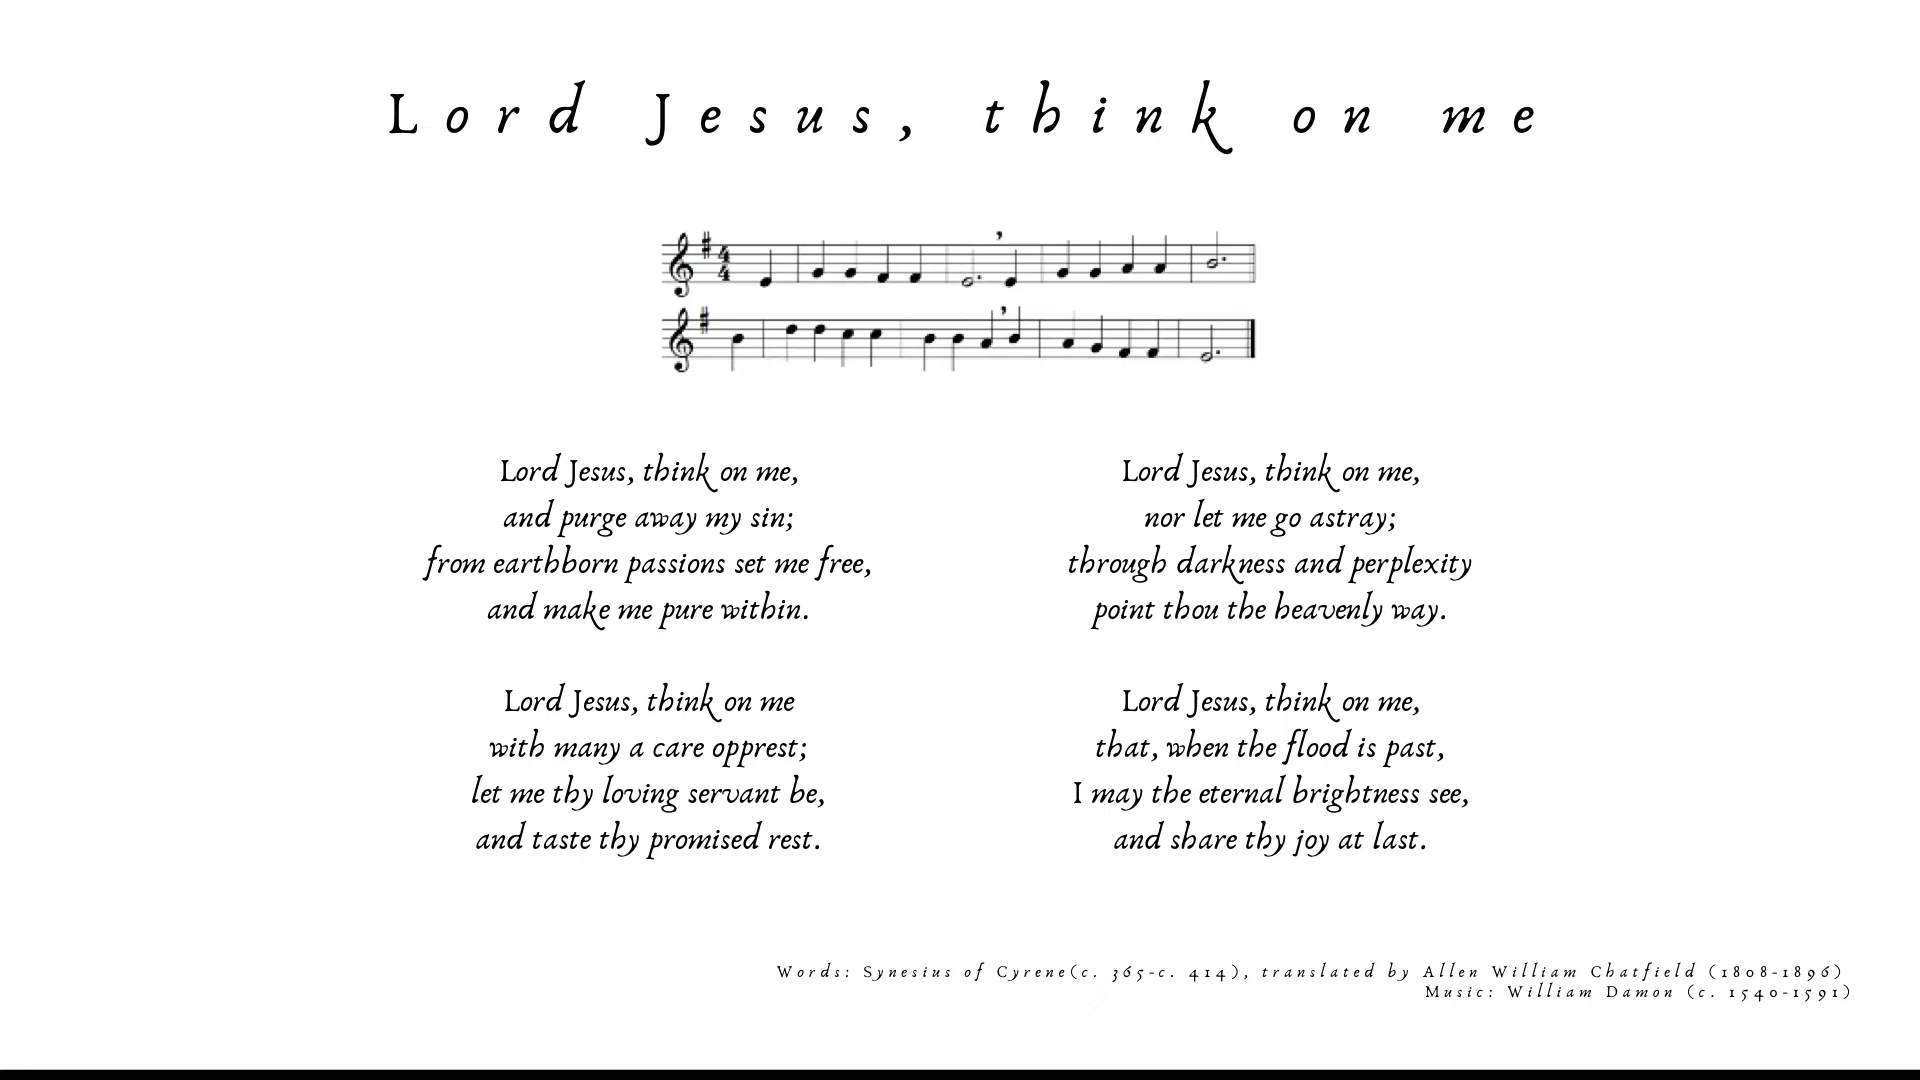 Lord Jesus, think on me
Lord Jesus, think on me,
and purge away my sin;
from earthborn passions set me free,
and make me pure within.
Lord Jesus, think on me
with many a care opprest;
let me thy loving servant be,
and taste thy promised rest.
Lord Jesus, think on me,
nor let me go astray;
through darkness and perplexity
point thou the heavenly way.
Lord Jesus, think on me,
that, when the flood is past,
I may the eternal brightness see,
and share thy joy at last.
Words: Synesius of Cyrene(c. 365-c. 414), translated by Allen William Chatfield (1808-1896)
Music: William Damon (c. 1540-1591)